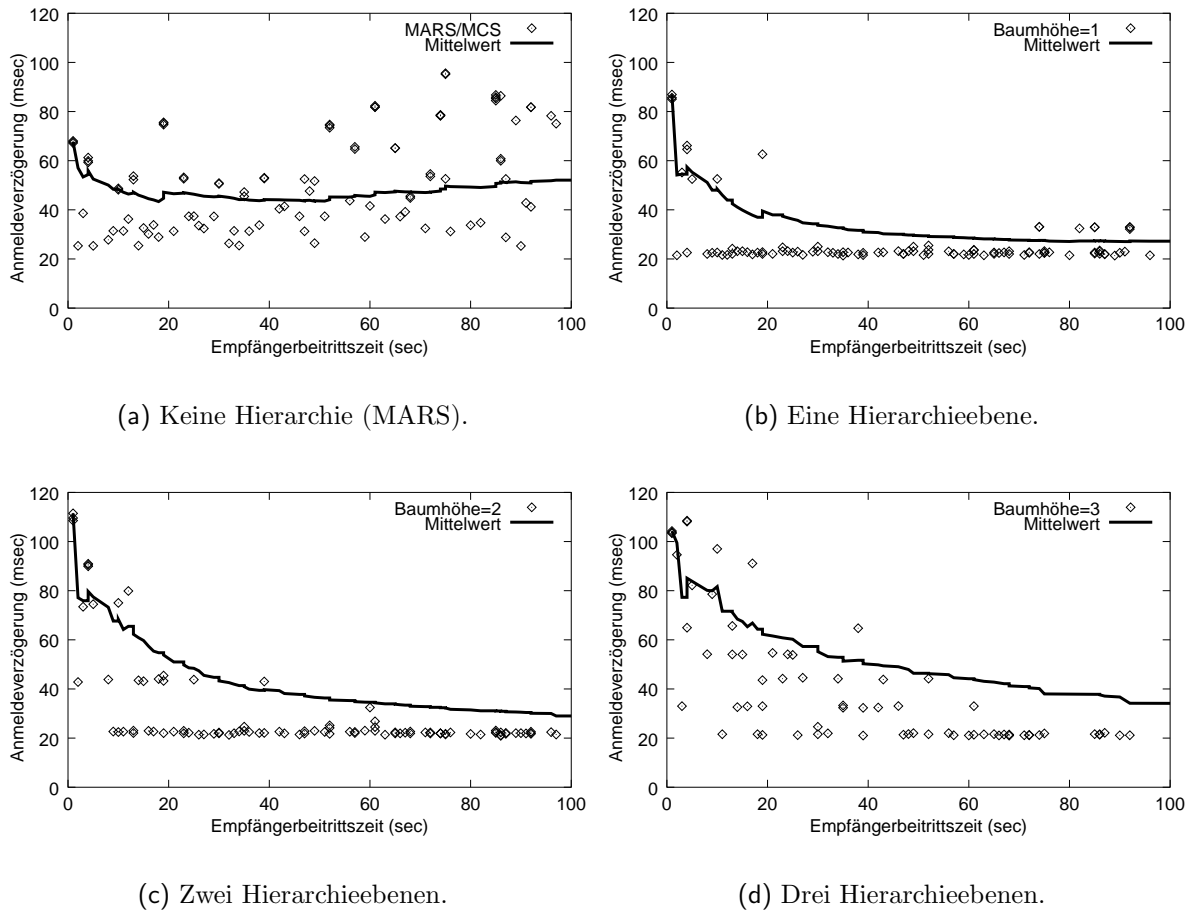 120
100
80
60
40
20
0
Anmeldeverzögerung (msec)
MARS/MCS
Mittelwert
0 20 40 60 80 100
Empfängerbeitrittszeit (sec)
(a) Keine Hierarchie (MARS).
120
100
80
60
40
20
0
Anmeldeverzögerung (msec)
Baumhöhe=1
Mittelwert
0 20 40 60 80 100
Empfängerbeitrittszeit (sec)
(b) Eine Hierarchieebene.
120
100
80
60
40
20
0
Anmeldeverzögerung (msec)
Baumhöhe=2
Mittelwert
0 20 40 60 80 100
Empfängerbeitrittszeit (sec)
(c) Zwei Hierarchieebenen.
120
100
80
60
40
20
0
Anmeldeverzögerung (msec)
Baumhöhe=3
Mittelwert
0 20 40 60 80 100
Empfängerbeitrittszeit (sec)
(d) Drei Hierarchieebenen.